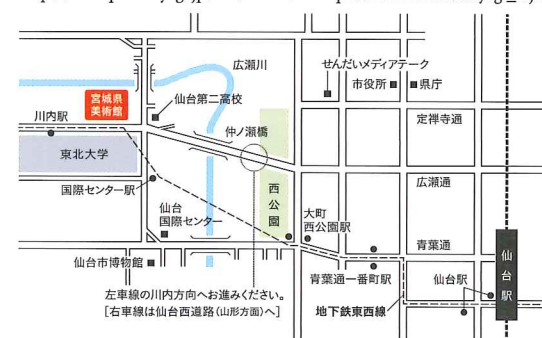 広瀬川
せんだいメディアテーク
市役所
県庁
宮城県
美術館
仙台第二高校
川内駅
仲ノ瀬橋
定禅寺通
東北大学
国際センター駅
広瀬通
西公園
大町
西公園駅
仙台
国際センター
青葉通
仙台市博物館
青葉通一番町駅
仙台駅
仙台駅
左車線の川内方向へお進みください。
[右車線は仙台西道路(山形方面)へ]
地下鉄東西線